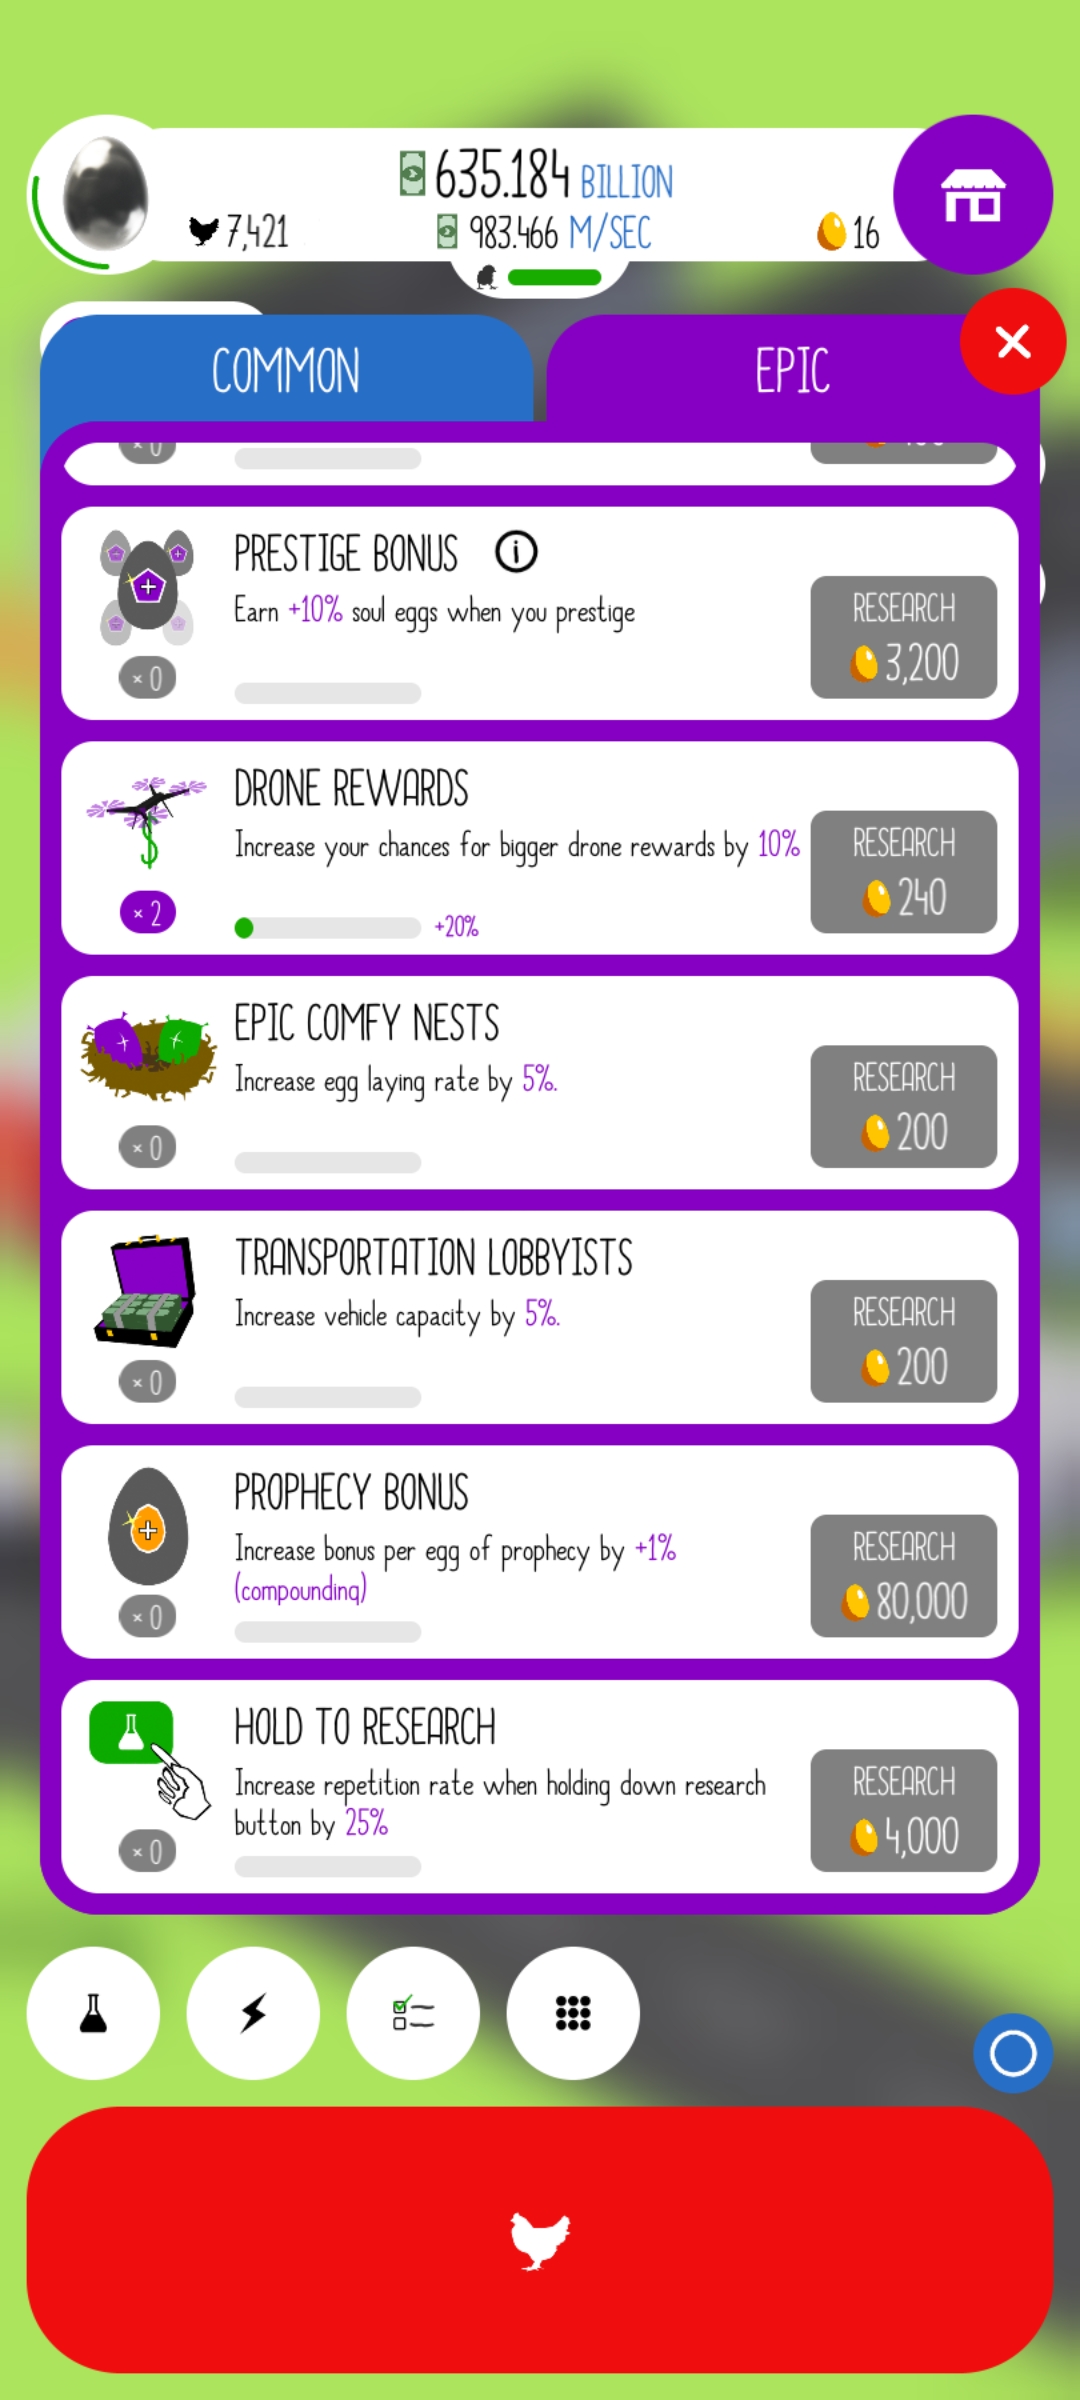 635.184 BILLION
7,421
983.466 M/SEC
16
COMMON
EPIC
× 0
PRESTIGE BONUS
Earn +10% soul eggs when you prestige
× 0
RESEARCH
3,200
DRONE REWARDS
Increase your chances for bigger drone rewards by 10%
× 2
+20%
RESEARCH
240
EPIC COMFY NESTS
Increase egg laying rate by 5%.
× 0
RESEARCH
200
TRANSPORTATION LOBBYISTS
Increase vehicle capacity by 5%.
× 0
RESEARCH
200
PROPHECY BONUS
Increase bonus per egg of prophecy by +1%
(compounding)
× 0
RESEARCH
80,000
HOLD TO RESEARCH
Increase repetition rate when holding down research
button by 25%
× 0
RESEARCH
4,000